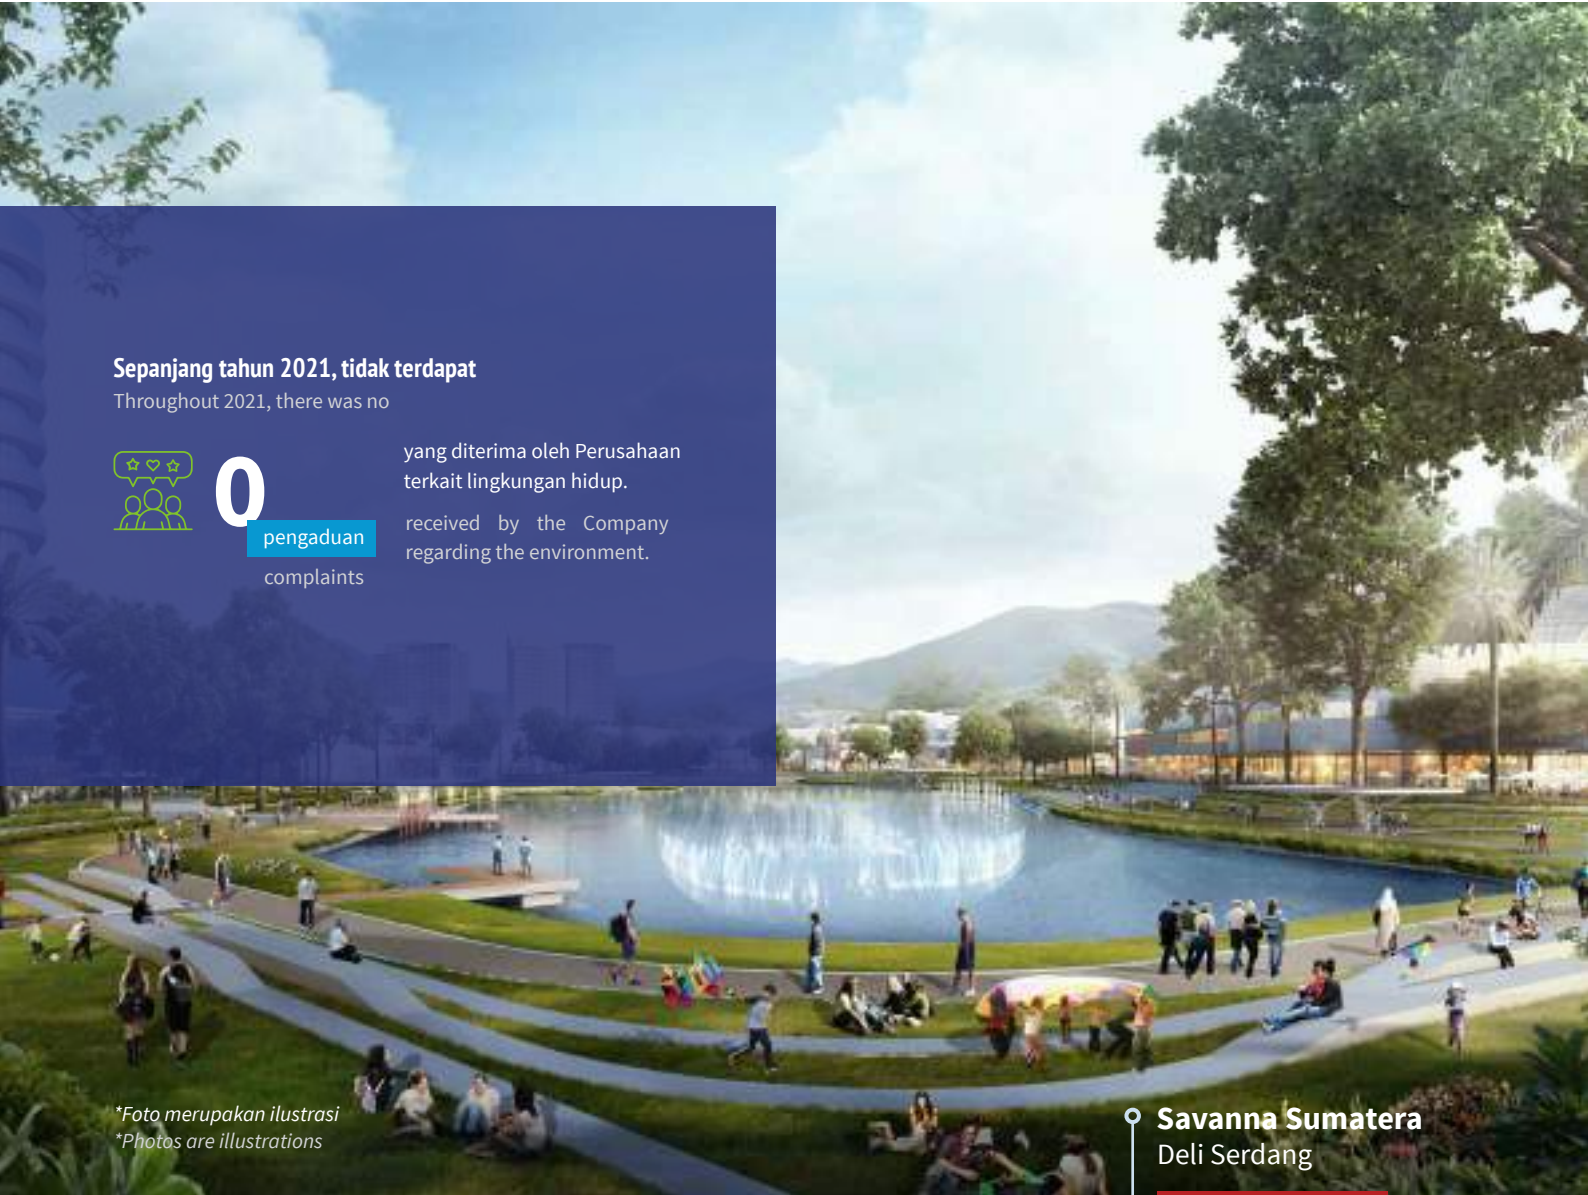 Sepanjang tahun 2021, tidak terdapat
Throughout 2021, there was no
0
pengaduan
complaints
yang diterima oleh Perusahaan
terkait lingkungan hidup.
received by the Company
regarding the environment.
*Foto merupakan ilustrasi
*Photos are illustrations
Savanna Sumatera
Deli Serdang